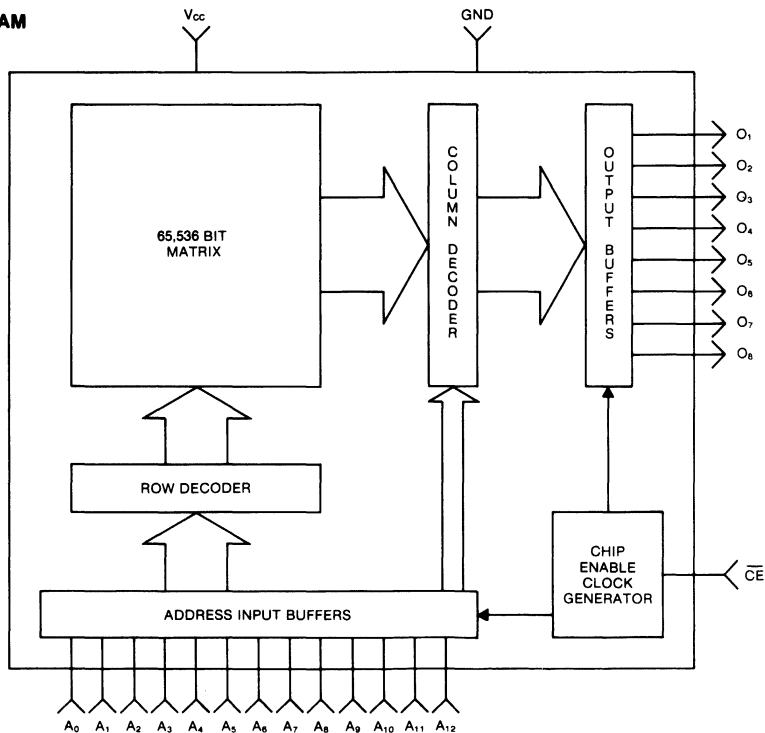 AM
Vcc
GND
65,536 BIT
MATRIX
COLUMN DECODER
OUTPUT BUFFERS
O₁
O₂
O₃
O₄
O₅
O₆
O₇
O₈
ROW DECODER
CHIP
ENABLE
CLOCK
GENERATOR
C̅E̅
ADDRESS INPUT BUFFERS
A₀ A₁ A₂ A₃ A₄ A₅ A₆ A₇ A₈ A₉ A₁₀ A₁₁ A₁₂